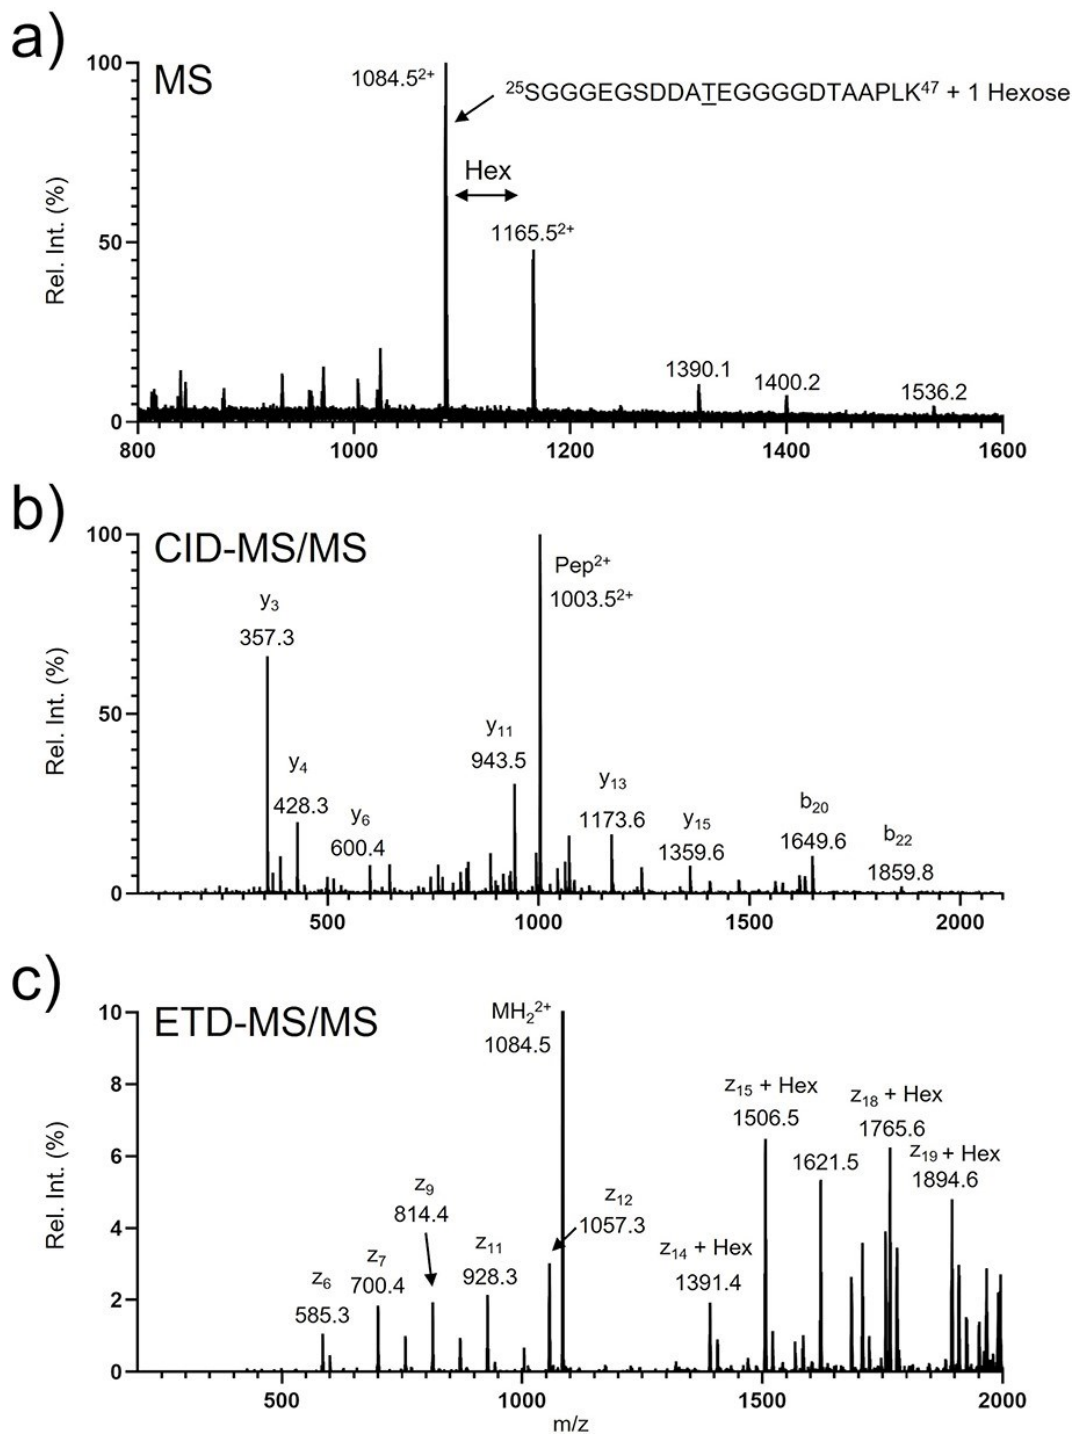 a)
MS
100
1084.5²⁺
²⁵SGGGEGSDDATEGGGGDTAAPLK⁴⁷ + 1 Hexose
Hex
1165.5²⁺
Rel. Int. (%)
50
1390.1
1400.2
1536.2
0
800 1000 1200 1400 1600
b)
CID-MS/MS
100
Pep²⁺
1003.5²⁺
y₃
357.3
Rel. Int. (%)
50
y₁₁
943.5
y₄
428.3
y₆
600.4
y₁₃
1173.6
y₁₅
1359.6
b₂₀
1649.6
b₂₂
1859.8
0
500 1000 1500 2000
c)
ETD-MS/MS
10
MH₂²⁺
1084.5
8
z₁₅ + Hex
1506.5
z₁₈ + Hex
1765.6
1621.5
z₁₉ + Hex
1894.6
6
Rel. Int. (%)
z₉
814.4
z₁₂
1057.3
4
z₆
585.3
z₇
700.4
z₁₁
928.3
z₁₄ + Hex
1391.4
2
0
500 1000 1500 2000
m/z